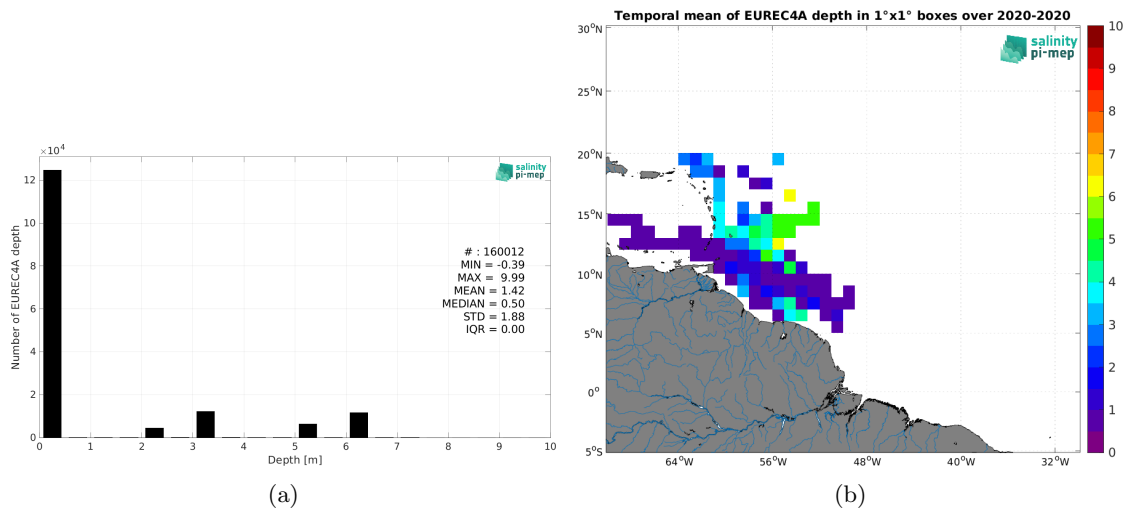 Temporal mean of EUREC4A depth in 1°x1° boxes over 2020-2020
×10⁴
12
10
8
6
4
2
0
Number of EUREC4A depth
salinity
pi-mep
# : 160012
MIN = -0.39
MAX = 9.99
MEAN = 1.42
MEDIAN = 0.50
STD = 1.88
IQR = 0.00
0 1 2 3 4 5 6 7 8 9 10
Depth [m]
(a)
30°N
25°N
20°N
15°N
10°N
5°N
0°
5°S
salinity
pi-mep
64°W 56°W 48°W 40°W 32°W
10
9
8
7
6
5
4
3
2
1
0
(b)